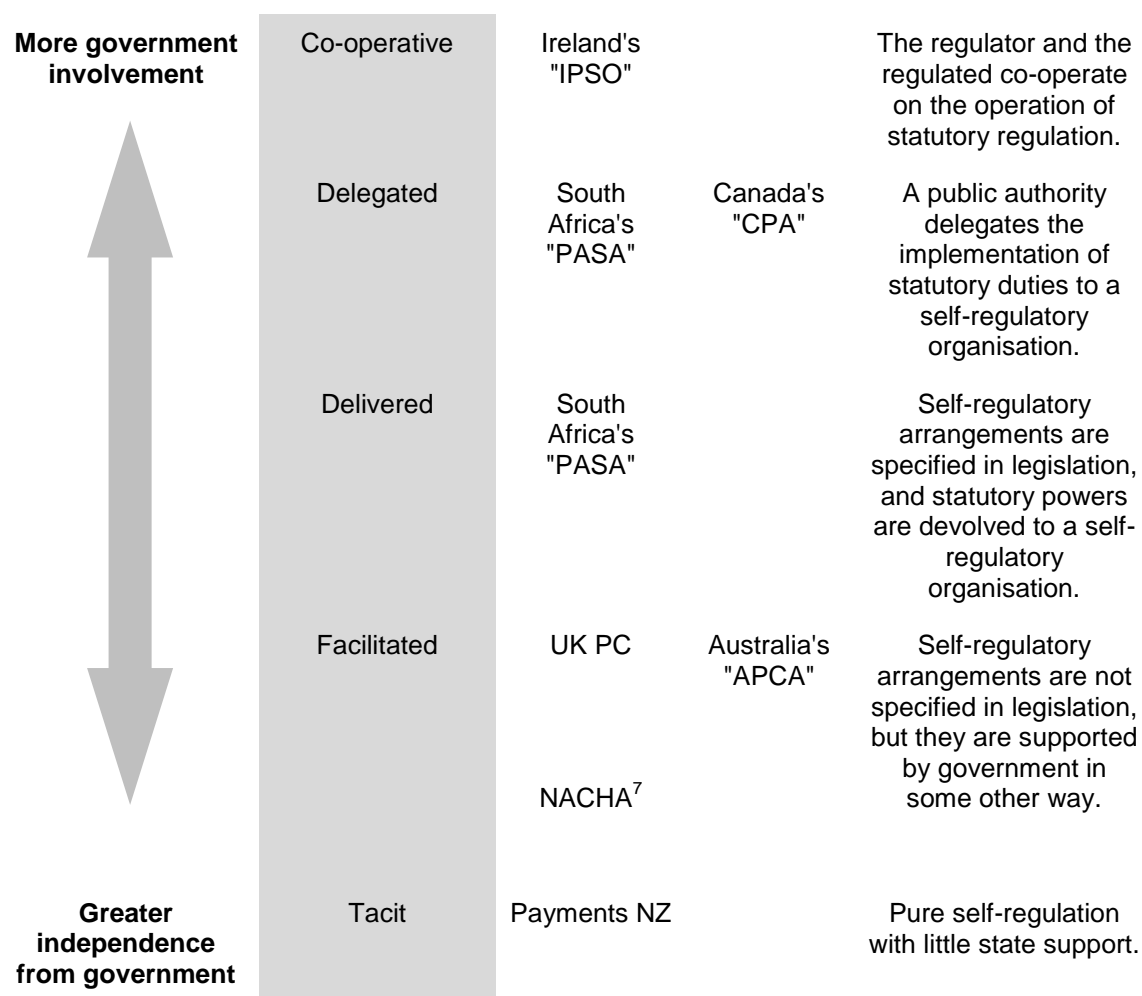 More government
involvement
Co-operative
Ireland's
"IPSO"
The regulator and the
regulated co-operate
on the operation of
statutory regulation.
Delegated
South
Africa's
"PASA"
Canada's
"CPA"
A public authority
delegates the
implementation of
statutory duties to a
self-regulatory
organisation.
Delivered
South
Africa's
"PASA"
Self-regulatory
arrangements are
specified in legislation,
and statutory powers
are devolved to a self-
regulatory
organisation.
Facilitated
UK PC
Australia's
"APCA"
NACHA7
Self-regulatory
arrangements are not
specified in legislation,
but they are supported
by government in
some other way.
Greater
independence
from government
Tacit
Payments NZ
Pure self-regulation
with little state support.